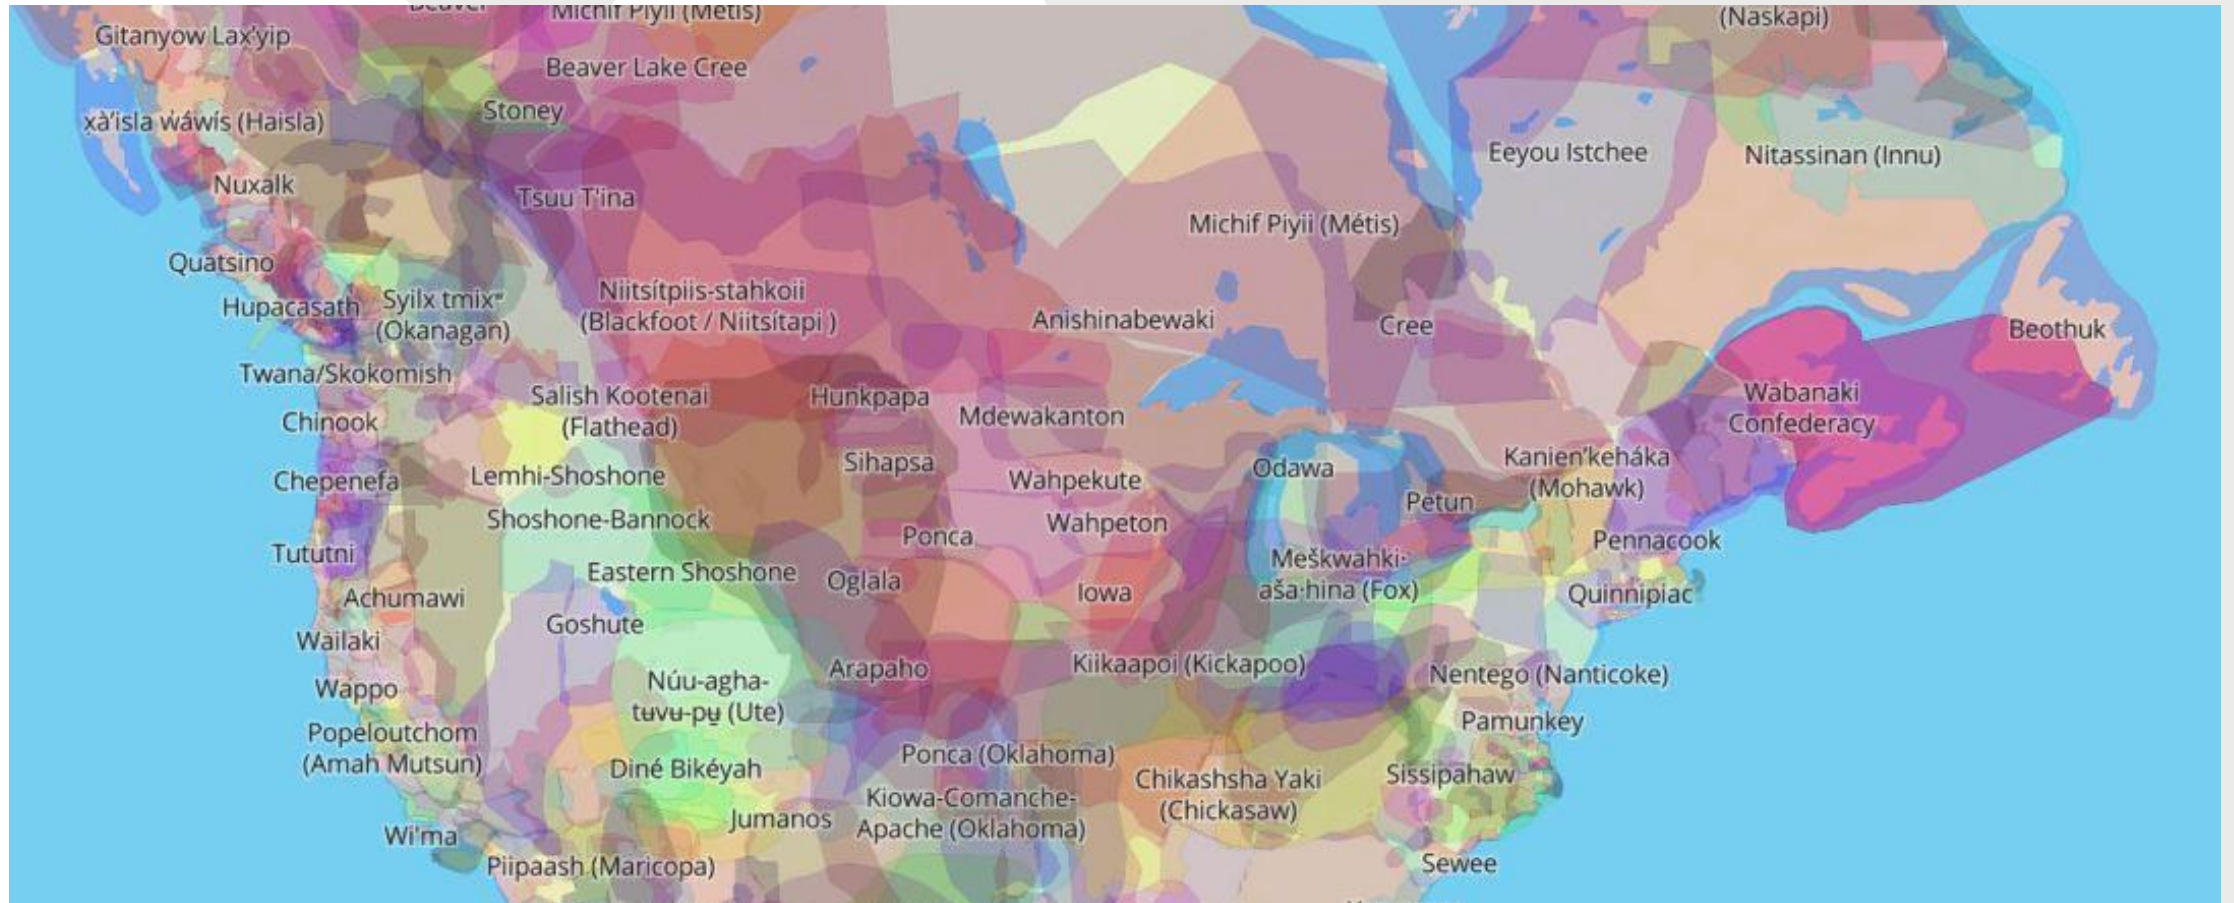 Beaver
Michif Piyii (Métis)
(Naskapi)
Gitanyow Lax'yip
Beaver Lake Cree
Stoney
x̣à'isla w̓áwís (Haisla)
Eeyou Istchee
Nitassinan (Innu)
Nuxalk
Tsuu T'ina
Michif Piyii (Métis)
Quatsino
Niitsítpiis-stahkoii
(Blackfoot / Niitsítapi )
Hupacasath
Syilx tmixʷ
(Okanagan)
Anishinabewaki
Cree
Beothuk
Twana/Skokomish
Salish Kootenai
(Flathead)
Hunkpapa
Mdewakanton
Wabanaki
Confederacy
Chinook
Sihapsa
Kanien'kehá:ka
(Mohawk)
Chepenefa
Lemhi-Shoshone
Wahpekute
Odawa
Petun
Shoshone-Bannock
Ponca
Wahpeton
Pennacook
Tututni
Eastern Shoshone
Oglala
Iowa
Meškwahki·
aša·hina (Fox)
Quinnipiac
Achumawi
Goshute
Wailaki
Arapaho
Kiikaapoi (Kickapoo)
Nentego (Nanticoke)
Wappo
Núu-agha-
tʉvʉ-pʉ̱ (Ute)
Pamunkey
Popeloutchom
(Amah Mutsun)
Ponca (Oklahoma)
Diné Bikéyah
Chikashsha Yaki
(Chickasaw)
Sissipahaw
Jumanos
Kiowa-Comanche-
Apache (Oklahoma)
Wi'ma
Piipaash (Maricopa)
Sewee